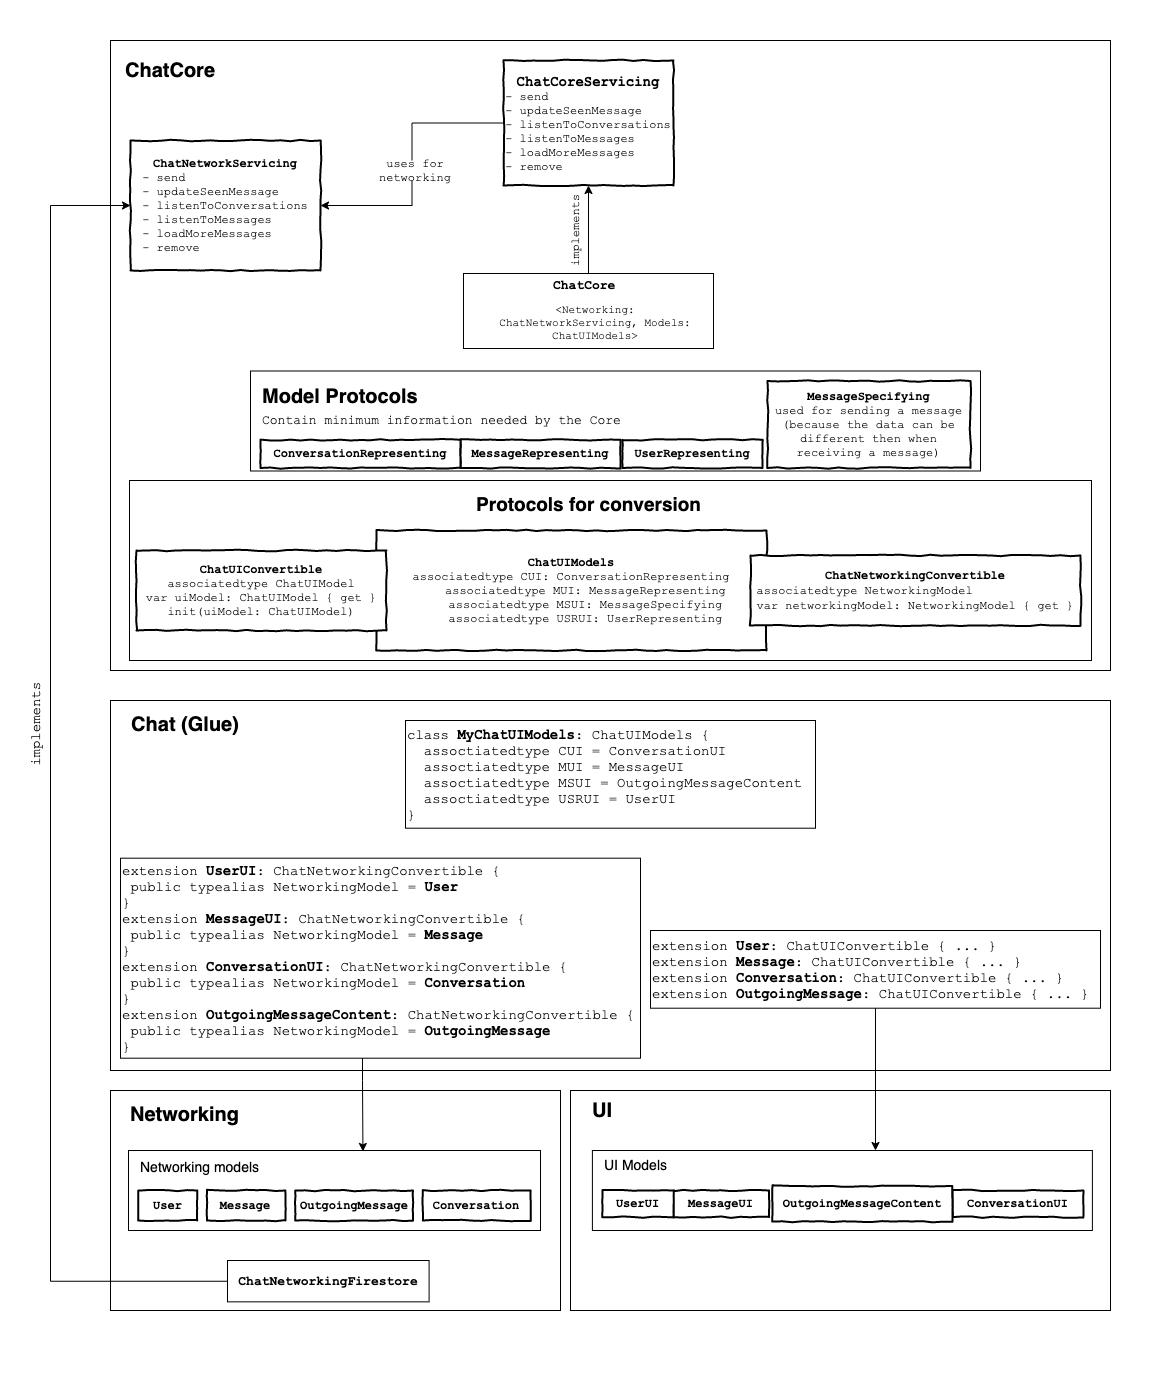 ChatCore
ChatCoreServicing
- send
- updateSeenMessage
- listenToConversations
- listenToMessages
- loadMoreMessages
- remove
ChatNetworkServicing
- send
- updateSeenMessage
- listenToConversations
- listenToMessages
- loadMoreMessages
- remove
uses for
networking
implements
ChatCore
<Networking:
ChatNetworkServicing, Models:
ChatUIModels>
Model Protocols
Contain minimum information needed by the Core
ConversationRepresenting
MessageRepresenting
UserRepresenting
MessageSpecifying
used for sending a message
(because the data can be
different then when
receiving a message)
Protocols for conversion
ChatUIConvertible
associatedtype ChatUIModel
var uiModel: ChatUIModel { get }
init(uiModel: ChatUIModel)
ChatUIModels
associatedtype CUI: ConversationRepresenting
associatedtype MUI: MessageRepresenting
associatedtype MSUI: MessageSpecifying
associatedtype USRUI: UserRepresenting
ChatNetworkingConvertible
associatedtype NetworkingModel
var networkingModel: NetworkingModel { get }
implements
Chat (Glue)
class MyChatUIModels: ChatUIModels {
assoctiatedtype CUI = ConversationUI
assoctiatedtype MUI = MessageUI
assoctiatedtype MSUI = OutgoingMessageContent
assoctiatedtype USRUI = UserUI
}
extension UserUI: ChatNetworkingConvertible {
public typealias NetworkingModel = User
}
extension MessageUI: ChatNetworkingConvertible {
public typealias NetworkingModel = Message
}
extension ConversationUI: ChatNetworkingConvertible {
public typealias NetworkingModel = Conversation
}
extension OutgoingMessageContent: ChatNetworkingConvertible {
public typealias NetworkingModel = OutgoingMessage
}
extension User: ChatUIConvertible { ... }
extension Message: ChatUIConvertible { ... }
extension Conversation: ChatUIConvertible { ... }
extension OutgoingMessage: ChatUIConvertible { ... }
Networking
Networking models
User
Message
OutgoingMessage
Conversation
ChatNetworkingFirestore
UI
UI Models
UserUI
MessageUI
OutgoingMessageContent
ConversationUI